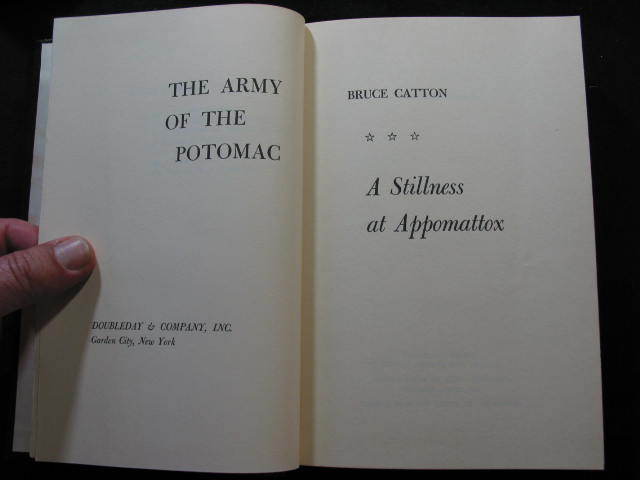 THE ARMY
OF THE
POTOMAC
DOUBLEDAY & COMPANY, INC.
Garden City, New York
BRUCE CATTON
☆ ☆ ☆
A Stillness
at Appomattox